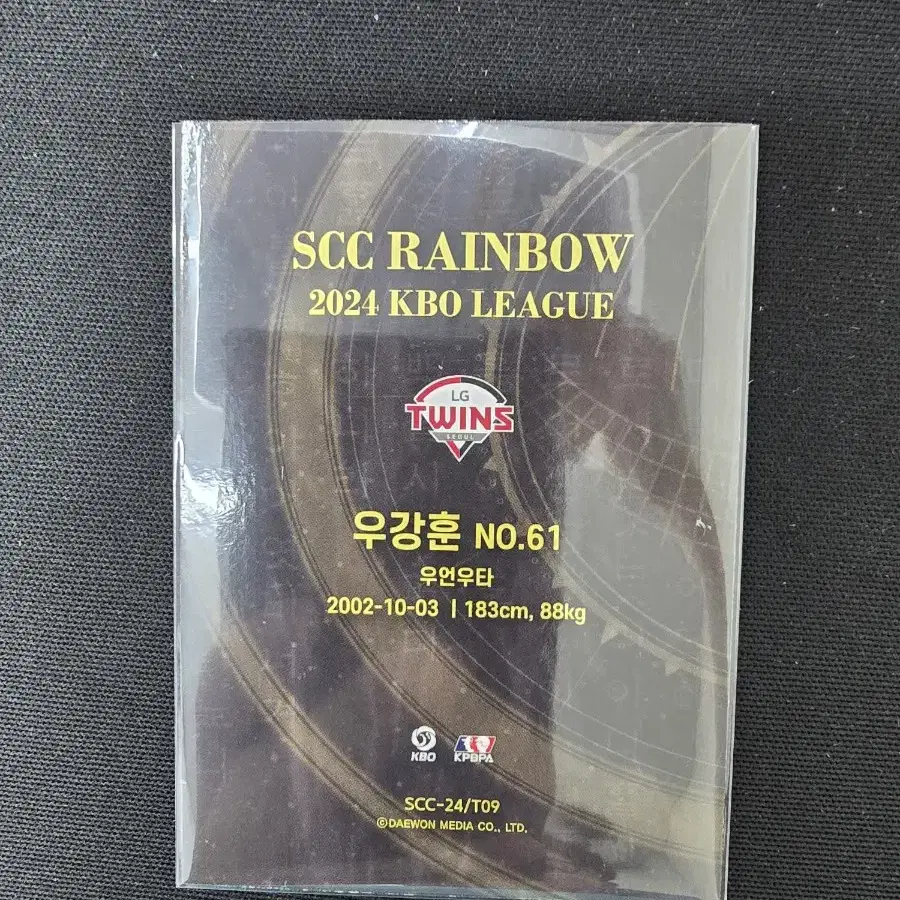 SCC RAINBOW
2024 KBO LEAGUE
LG
TWINS
SEOUL
우강훈 NO.61
우언우타
2002-10-03 | 183cm, 88kg
KBO
KPBPA
SCC-24/T09
©DAEWON MEDIA CO., LTD.